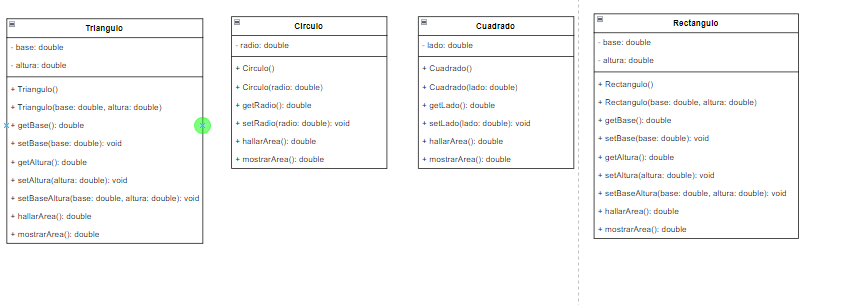 Triangulo
- base: double
- altura: double
+ Triangulo()
+ Triangulo(base: double, altura: double)
+ getBase(): double
+ setBase(base: double): void
+ getAltura(): double
+ setAltura(altura: double): void
+ setBaseAltura(base: double, altura: double): void
+ hallarArea(): double
+ mostrarArea(): double
Circulo
- radio: double
+ Circulo()
+ Circulo(radio: double)
+ getRadio(): double
+ setRadio(radio: double): void
+ hallarArea(): double
+ mostrarArea(): double
Cuadrado
- lado: double
+ Cuadrado()
+ Cuadrado(lado: double)
+ getLado(): double
+ setLado(lado: double): void
+ hallarArea(): double
+ mostrarArea(): double
Rectangulo
- base: double
- altura: double
+ Rectangulo()
+ Rectangulo(base: double, altura: double)
+ getBase(): double
+ setBase(base: double): void
+ getAltura(): double
+ setAltura(altura: double): void
+ setBaseAltura(base: double, altura: double): void
+ hallarArea(): double
+ mostrarArea(): double